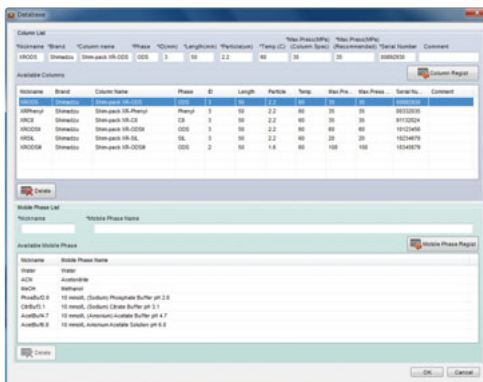 Database
Column List
*Max.Press(MPa) *Max.Press(MPa)
*Nickname *Brand *Column name *Phase *ID(mm) *Length(mm) *Particle(um) *Temp.(C) (Column Spec) (Recommended) *Serial Number Comment
XRODS Shimadzu Shim-pack XR-ODS ODS 3 50 2.2 60 35 35
Available Columns
Column Regist
Nickname Brand Column Name Phase ID Length Particle Temp. Max.Pre... Max.Press... Serial Nu... Comment
XRODS Shimadzu Shim-pack XR-ODS ODS 3 50 2.2 60 35 35
XRPhenyl Shimadzu Shim-pack XR-Phenyl Phenyl 3 50 2.2 60 35 35
XRC8 Shimadzu Shim-pack XR-C8 C8 3 50 2.2 60 35 35
XRODSII Shimadzu Shim-pack XR-ODSII ODS 3 50 2.2 60 60 60 10123456
XRSIL Shimadzu Shim-pack XR-SIL SIL 3 50 2.2 60 20 20
XRODSIII Shimadzu Shim-pack XR-ODSIII ODS 2 50 1.6 60 100 100
Delete
Mobile Phase List
*Nickname *Mobile Phase Name
Available Mobile Phase
Mobile Phase Regist
Nickname Mobile Phase Name
Water Water
ACN Acetonitrile
MeOH Methanol
PhosBuf2.6 10 mmol/L (Sodium) Phosphate Buffer pH 2.6
CitrBuf3.1 10 mmol/L (Sodium) Citrate Buffer pH 3.1
AcetBuf4.7 10 mmol/L (Amonium) Acetate Buffer pH 4.7
AcetBuf6.8 10 mmol/L Amonium Acetate Solution pH 6.8
Delete
OK Cancel